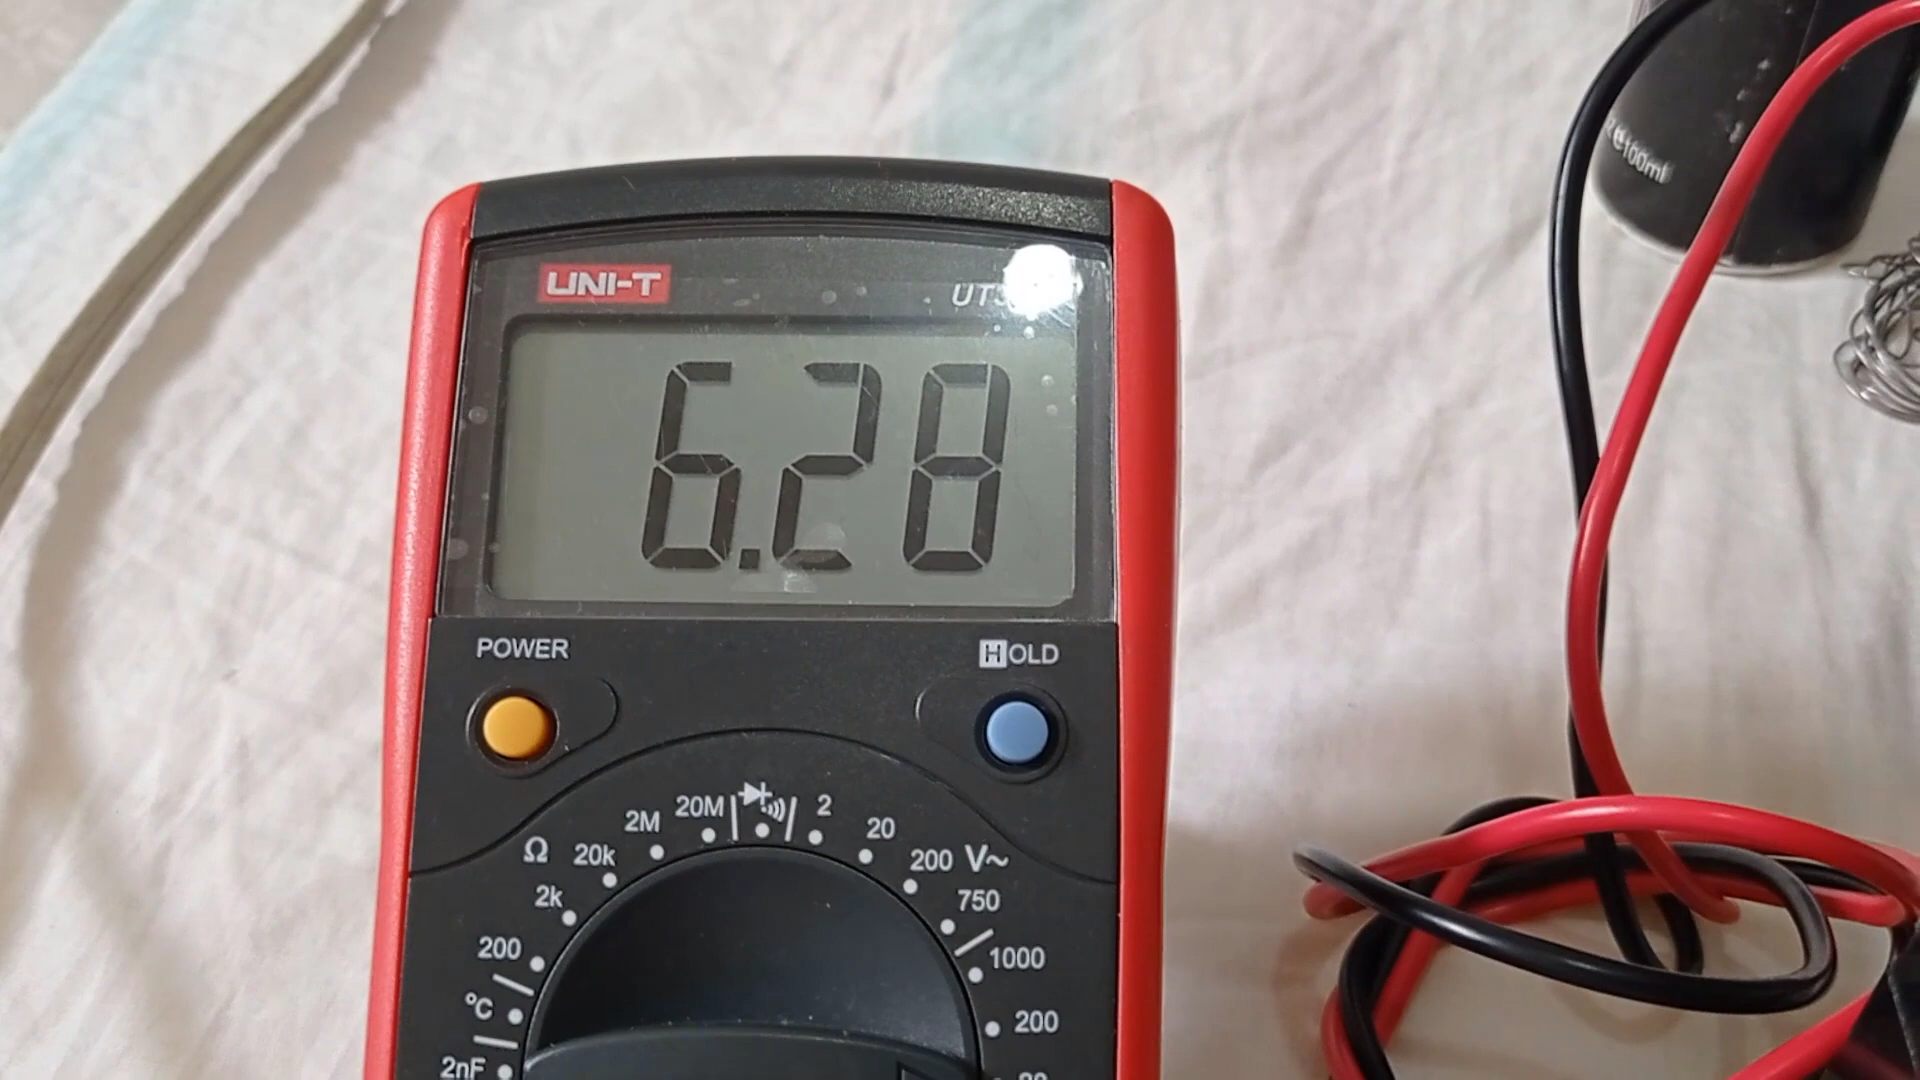 UNI-T
6.28
POWER
HOLD
20M
2
2M
20
Ω
20k
200
V~
2k
750
200
1000
°C
200
2nF
℮100ml